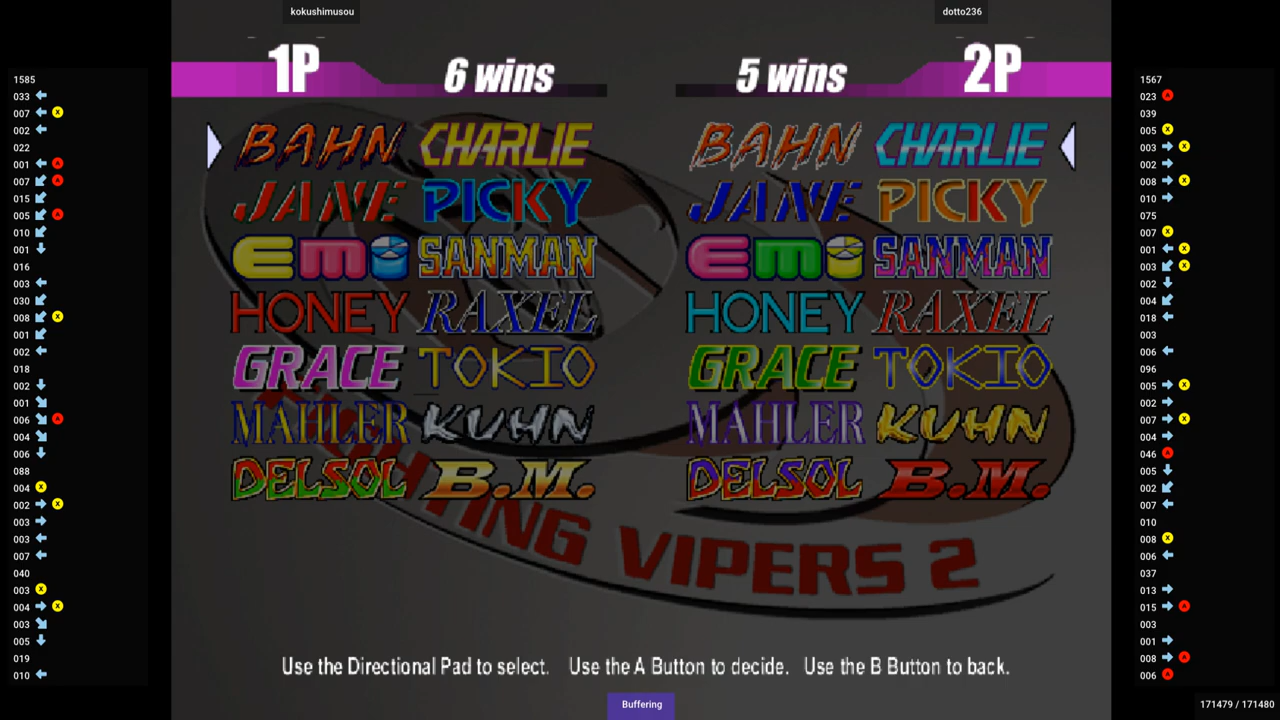 kokushimusou dotto236
1P 6 wins 5 wins 2P
BAHN CHARLIE BAHN CHARLIE
JANE PICKY JANE PICKY
EMI SANMAN EMI SANMAN
HONEY RAXEL HONEY RAXEL
GRACE TOKIO GRACE TOKIO
MAHLER KUHN MAHLER KUHN
DELSOL B.M. DELSOL B.M.
FIGHTING VIPERS 2
Use the Directional Pad to select. Use the A Button to decide. Use the B Button to back.
Buffering
171479 / 171480
1585
033
007 X
002
022
001 A
007 A
015
005 A
010
001
016
003
030
008 X
001
002
018
002
001
006 A
004
006
088
004 X
002 X
003
003
007
040
003 X
004 X
003
005
019
010
1567
023 A
039
005 X
003 X
002
008 X
010
075
007 X
001 X
003 X
002
004
018
003
006
096
005 X
002
007 X
004
046 A
005
002
007
010
008 X
006
037
013
015 A
003
001
008 A
006 A